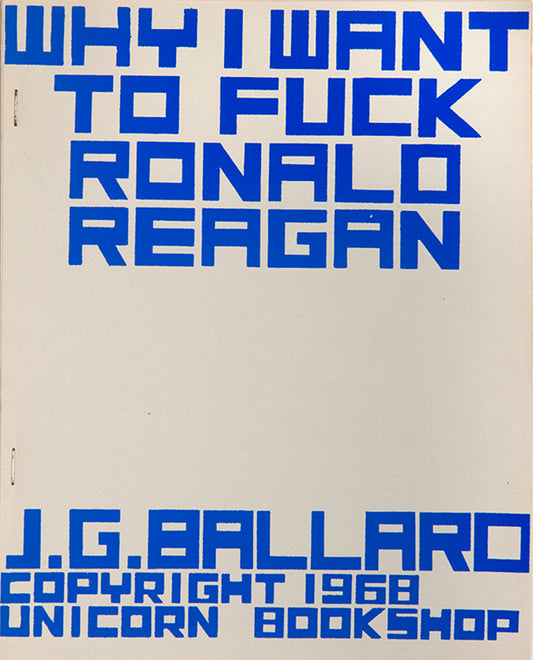 WHY I WANT
TO FUCK
RONALD
REAGAN
J.G.BALLARD
COPYRIGHT 1968
UNICORN BOOKSHOP